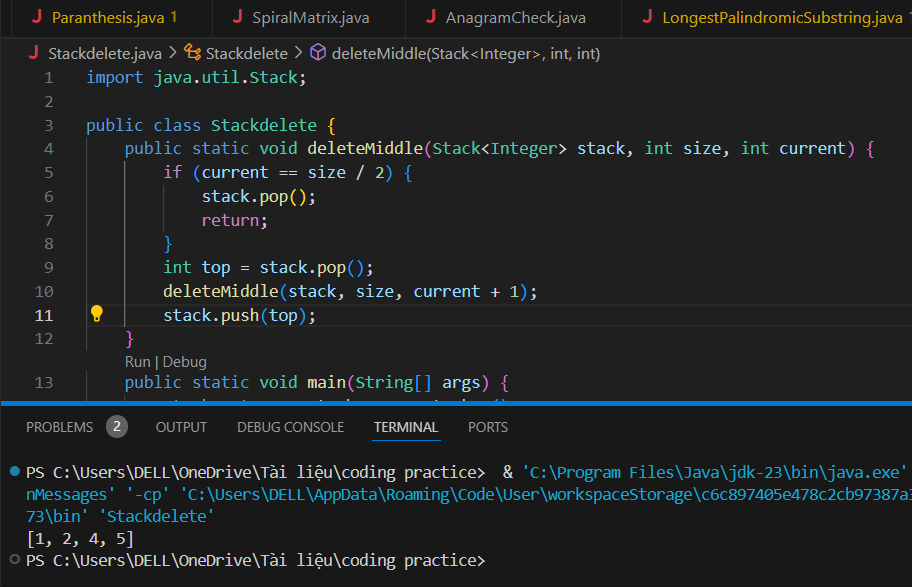 J Paranthesis.java 1 J SpiralMatrix.java J AnagramCheck.java J LongestPalindromicSubstring.java 1
J Stackdelete.java > Stackdelete > deleteMiddle(Stack<Integer>, int, int)
1 import java.util.Stack;
2
3 public class Stackdelete {
4 public static void deleteMiddle(Stack<Integer> stack, int size, int current) {
5 if (current == size / 2) {
6 stack.pop();
7 return;
8 }
9 int top = stack.pop();
10 deleteMiddle(stack, size, current + 1);
11 stack.push(top);
12 }
Run | Debug
13 public static void main(String[] args) {
PROBLEMS 2 OUTPUT DEBUG CONSOLE TERMINAL PORTS
PS C:\Users\DELL\OneDrive\Tài liệu\coding practice> & 'C:\Program Files\Java\jdk-23\bin\java.exe'
nMessages' '-cp' 'C:\Users\DELL\AppData\Roaming\Code\User\workspaceStorage\c6c897405e478c2cb97387a3
73\bin' 'Stackdelete'
[1, 2, 4, 5]
PS C:\Users\DELL\OneDrive\Tài liệu\coding practice>